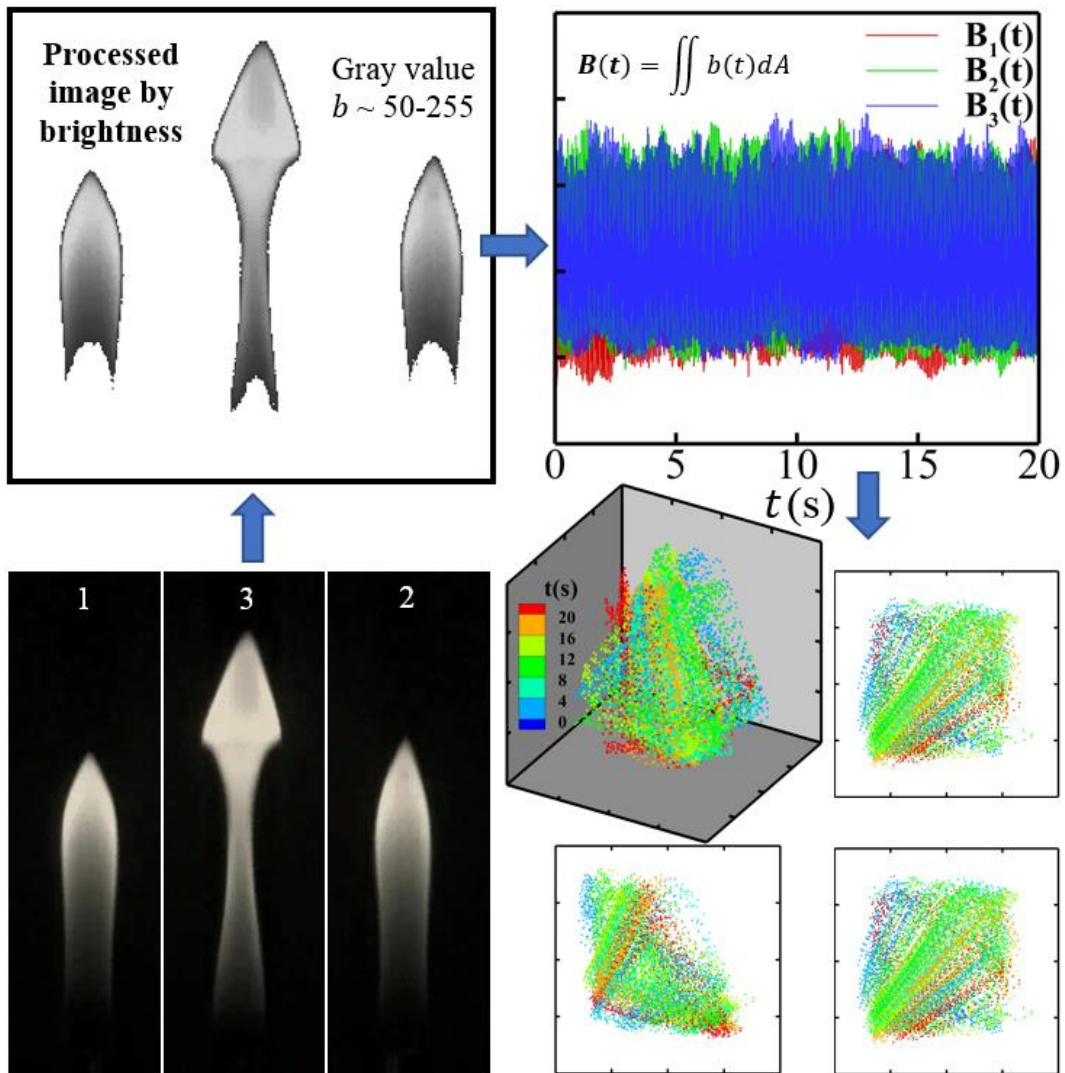 Processed
image by
brightness
Gray value
b ~ 50-255
B(t) = ∬ b(t)dA
B₁(t)
B₂(t)
B₃(t)
0 5 10 15 20
t(s)
1 3 2
t(s)
20
16
12
8
4
0